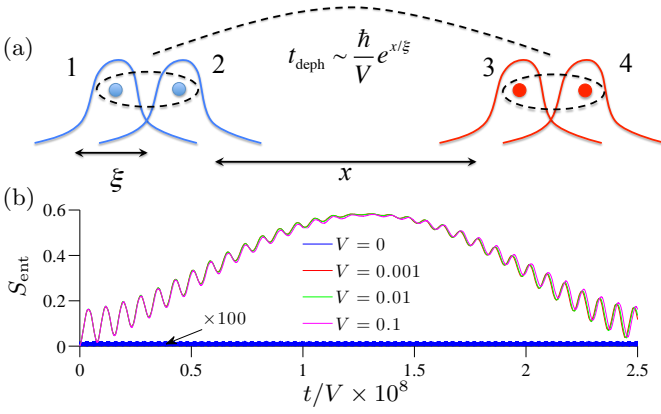 (a)
1 2 3 4
t_deph ~ ħ/V e^{x/ξ}
ξ x
(b)
0.6
0.4
0.2
0
S_ent
V = 0
V = 0.001
V = 0.01
V = 0.1
×100
0 0.5 1 1.5 2 2.5
t/V × 10^8